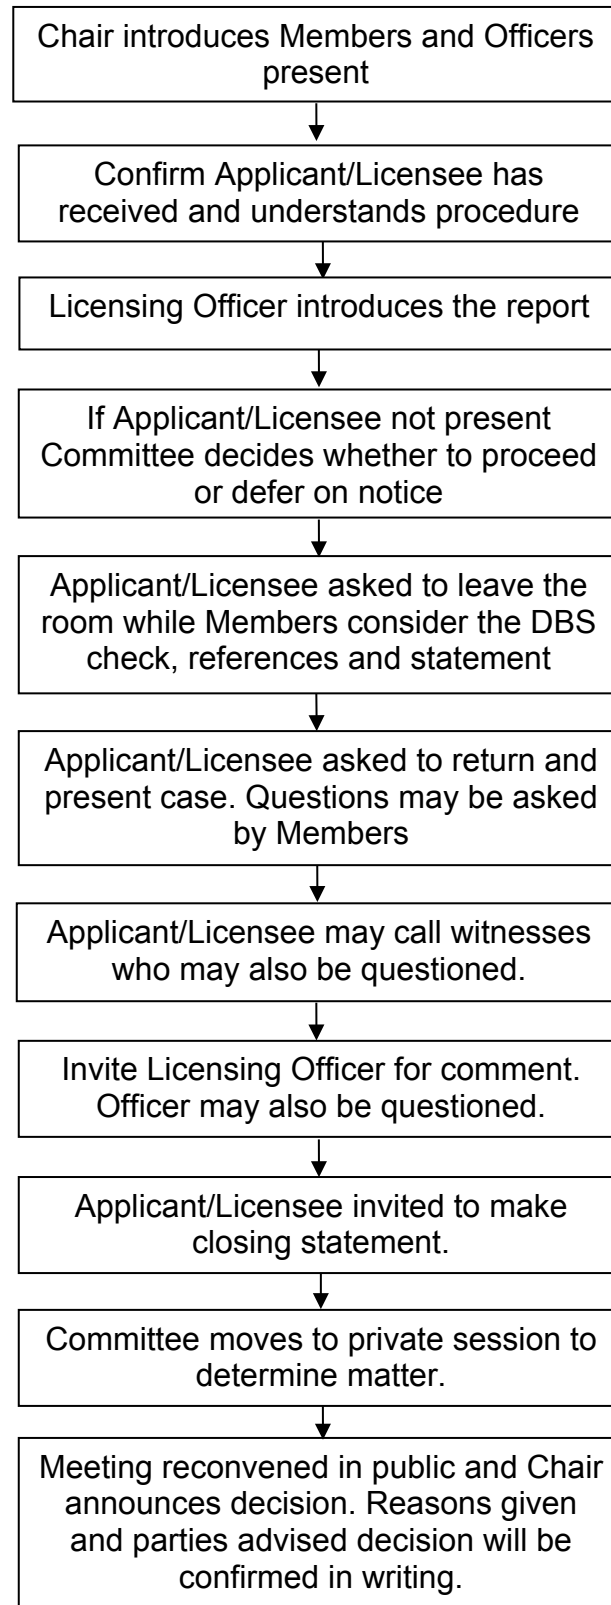 Chair introduces Members and Officers
present
Confirm Applicant/Licensee has
received and understands procedure
Licensing Officer introduces the report
If Applicant/Licensee not present
Committee decides whether to proceed
or defer on notice
Applicant/Licensee asked to leave the
room while Members consider the DBS
check, references and statement
Applicant/Licensee asked to return and
present case. Questions may be asked
by Members
Applicant/Licensee may call witnesses
who may also be questioned.
Invite Licensing Officer for comment.
Officer may also be questioned.
Applicant/Licensee invited to make
closing statement.
Committee moves to private session to
determine matter.
Meeting reconvened in public and Chair
announces decision. Reasons given
and parties advised decision will be
confirmed in writing.